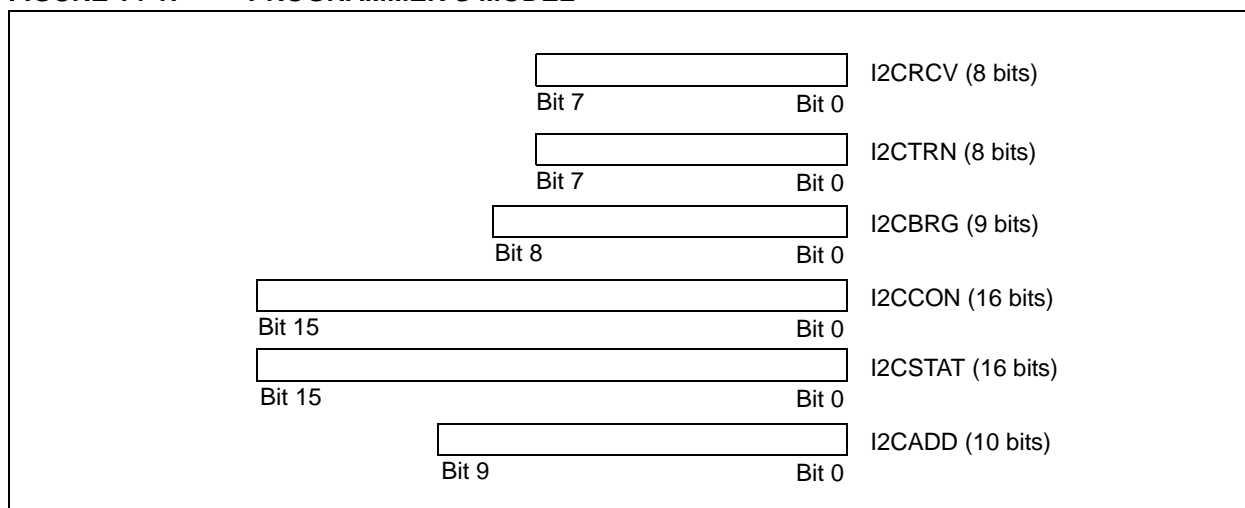 I2CRCV (8 bits)
Bit 7 Bit 0
I2CTRN (8 bits)
Bit 7 Bit 0
I2CBRG (9 bits)
Bit 8 Bit 0
I2CCON (16 bits)
Bit 15 Bit 0
I2CSTAT (16 bits)
Bit 15 Bit 0
I2CADD (10 bits)
Bit 9 Bit 0